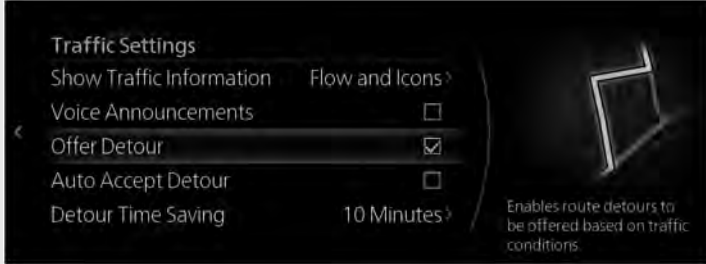 Traffic Settings
Show Traffic Information Flow and Icons
Voice Announcements
Offer Detour
Auto Accept Detour
Detour Time Saving 10 Minutes
Enables route detours to
be offered based on traffic
conditions.